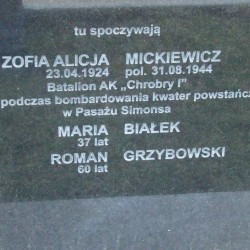 tu spoczywają
ZOFIA ALICJA MICKIEWICZ
23.04.1924 pol. 31.08.1944
Batalion AK „Chrobry I"
podczas bombardowania kwater powstańcz
w Pasażu Simonsa
MARIA BIAŁEK
37 lat
ROMAN GRZYBOWSKI
60 lat